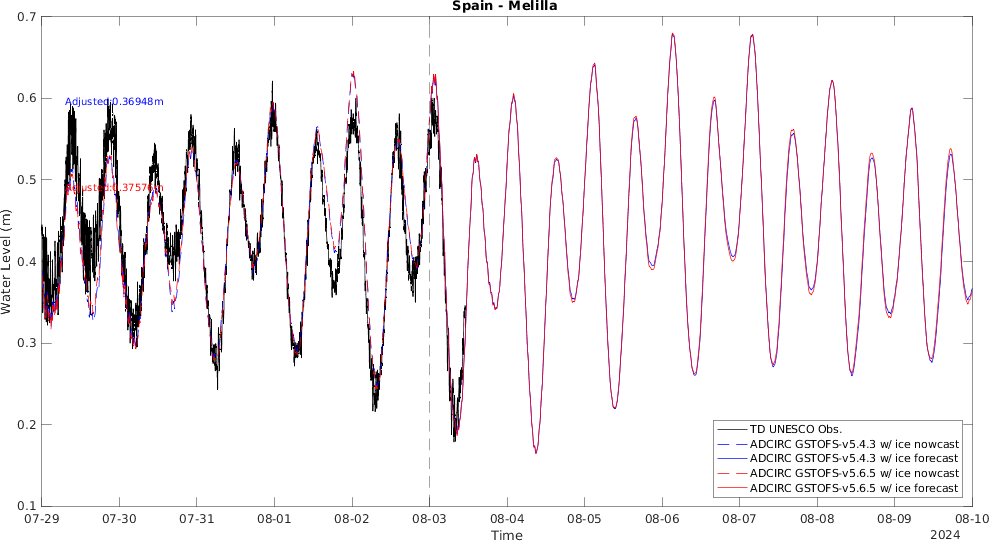 Spain - Melilla
0.7
0.6
0.5
0.4
0.3
0.2
0.1
Water Level (m)
Adjusted:0.36948m
Adjusted:0.37576m
TD UNESCO Obs.
ADCIRC GSTOFS-v5.4.3 w/ ice nowcast
ADCIRC GSTOFS-v5.4.3 w/ ice forecast
ADCIRC GSTOFS-v5.6.5 w/ ice nowcast
ADCIRC GSTOFS-v5.6.5 w/ ice forecast
07-29 07-30 07-31 08-01 08-02 08-03 08-04 08-05 08-06 08-07 08-08 08-09 08-10
Time
2024